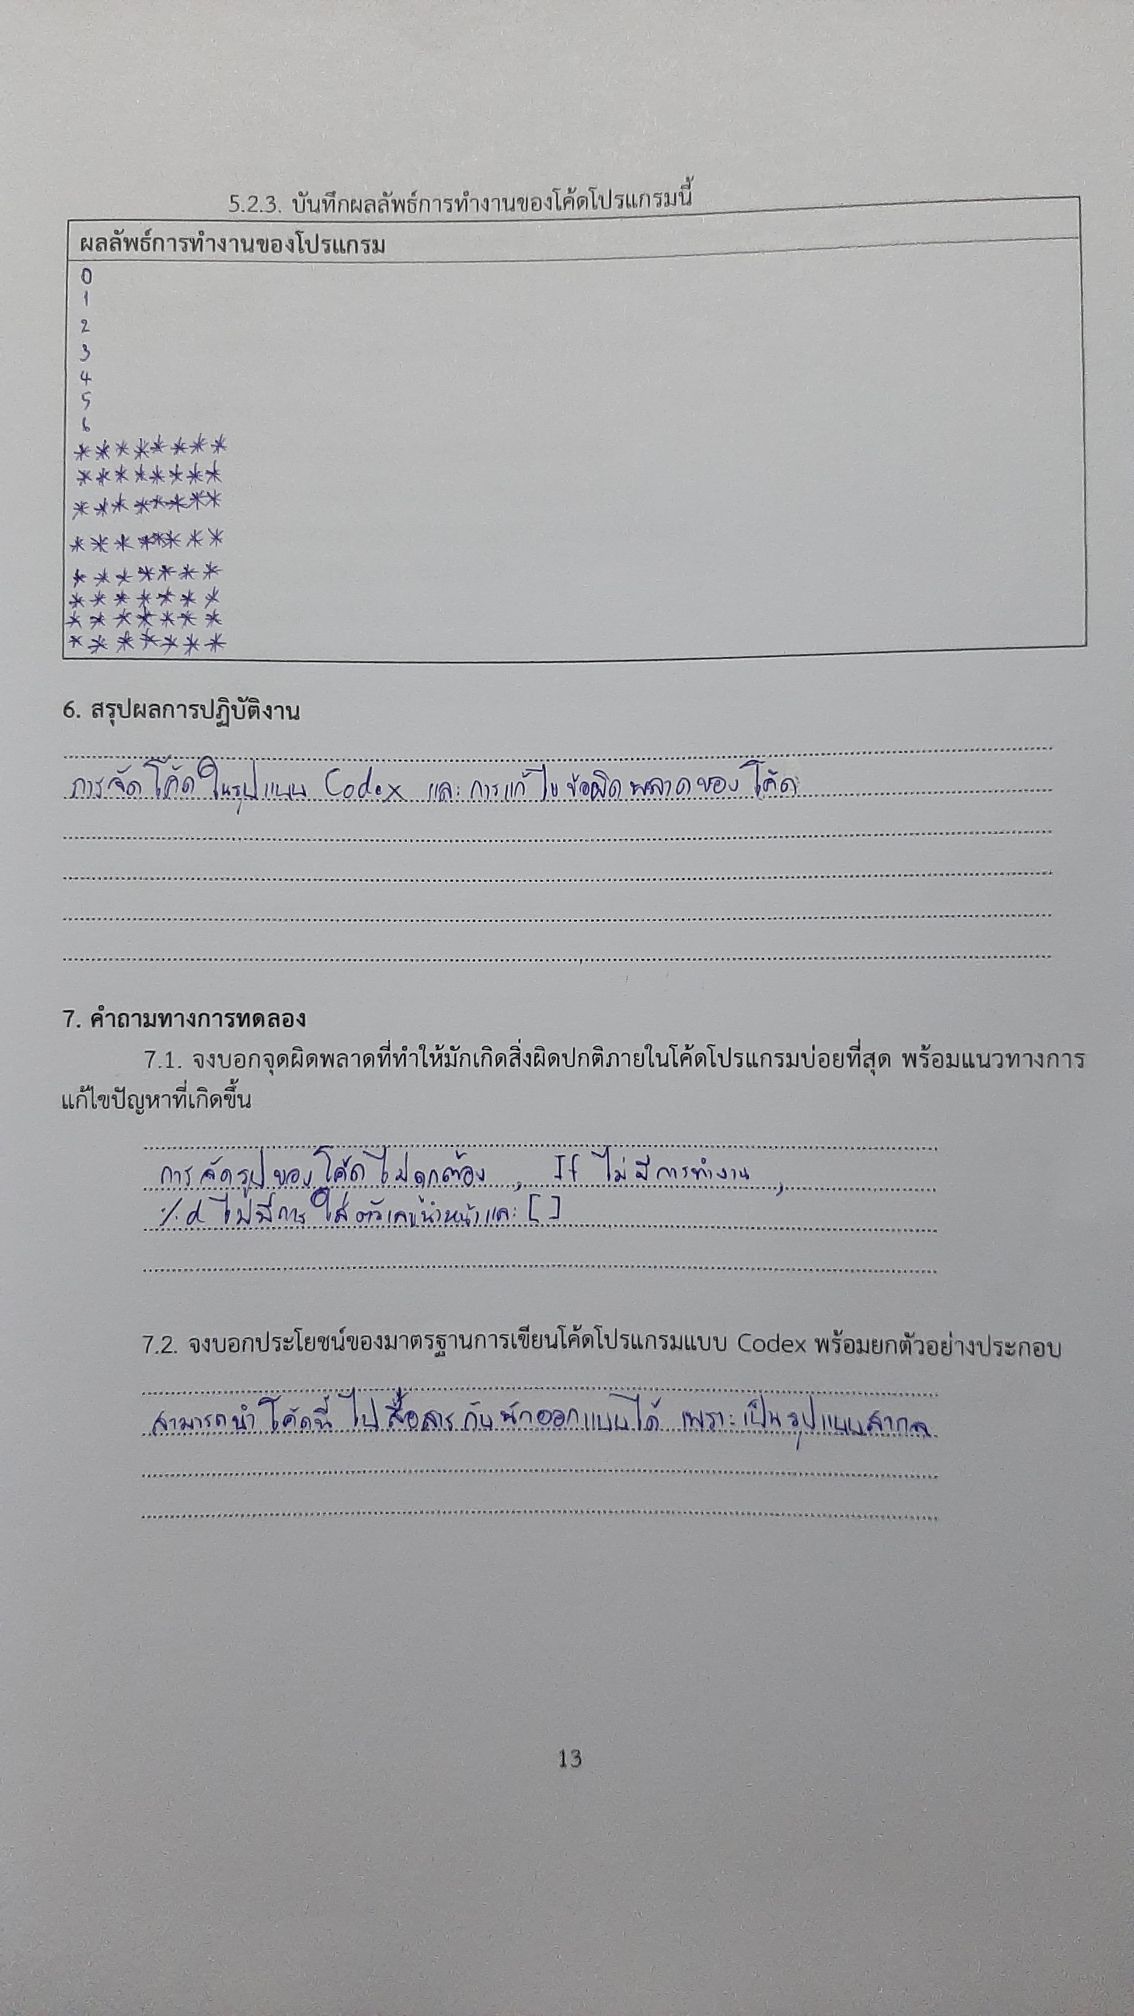 5.2.3. บันทึกผลลัพธ์การทำงานของโค้ดโปรแกรมนี้
ผลลัพธ์การทำงานของโปรแกรม
0
1
2
3
4
5
6
********
********
********
********
*******
*******
*******
*******
6. สรุปผลการปฏิบัติงาน
การจัดโค้ดในรูปแบบ Codex และการแก้ไขข้อผิดพลาดของโค้ด
7. คำถามทางการทดลอง
7.1. จงบอกจุดผิดพลาดที่ทำให้มักเกิดสิ่งผิดปกติภายในโค้ดโปรแกรมบ่อยที่สุด พร้อมแนวทางการ
แก้ไขปัญหาที่เกิดขึ้น
การจัดรูปของโค้ดไม่ถูกต้อง , If ไม่มีการทำงาน ,
%d ไม่มีการใส่ตัวเลขนำหน้าและ [ ]
7.2. จงบอกประโยชน์ของมาตรฐานการเขียนโค้ดโปรแกรมแบบ Codex พร้อมยกตัวอย่างประกอบ
สามารถนำโค้ดนี้ไปสื่อสารกับนักออกแบบได้ เพราะเป็นรูปแบบสากล
13